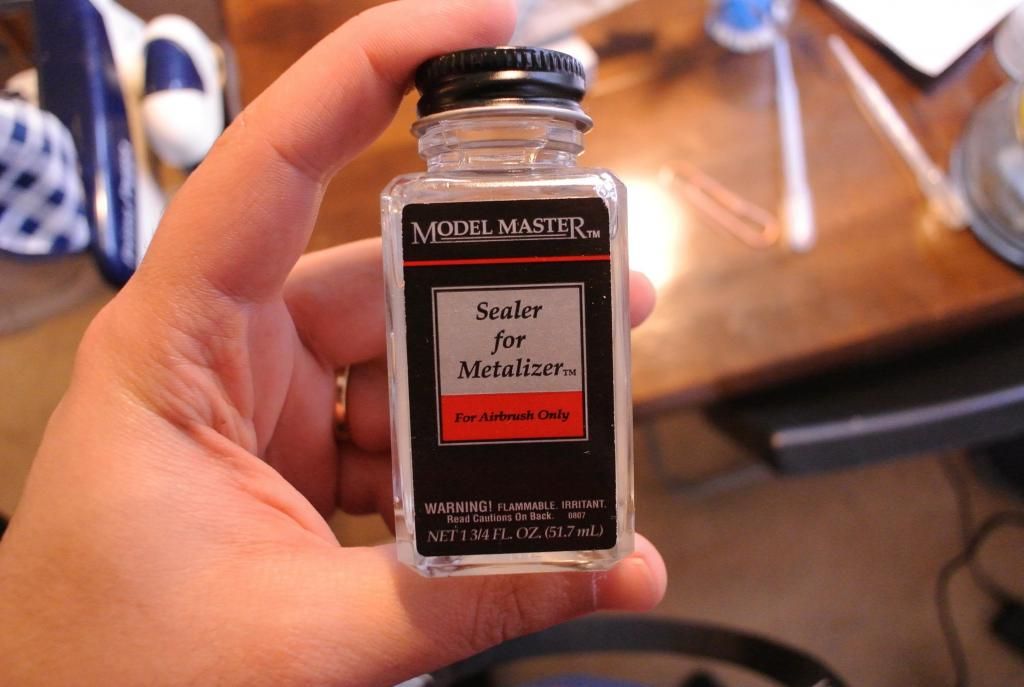 MODEL MASTER™
Sealer
for
Metalizer™
For Airbrush Only
WARNING! FLAMMABLE. IRRITANT.
Read Cautions On Back. 0807
NET 1 3/4 FL. OZ. (51.7 mL)